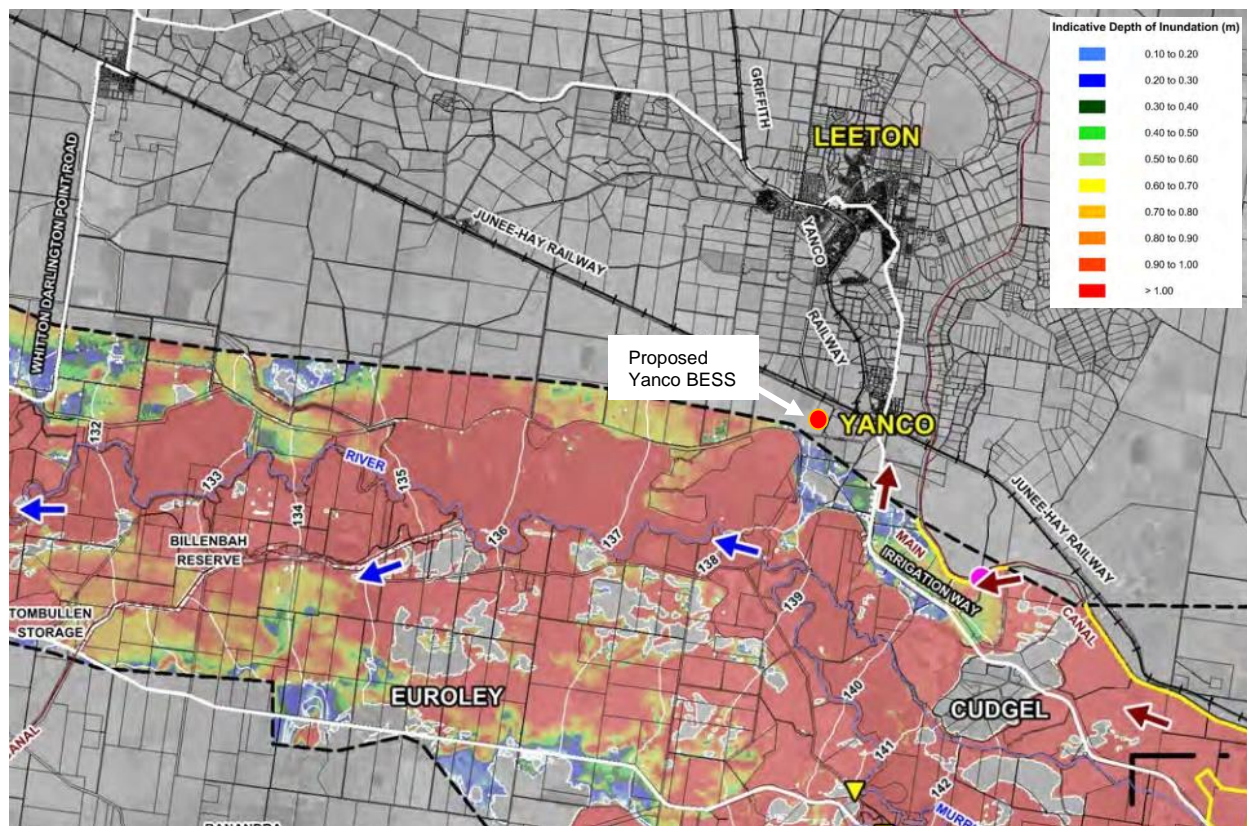 Indicative Depth of Inundation (m)
0.10 to 0.20
0.20 to 0.30
0.30 to 0.40
0.40 to 0.50
0.50 to 0.60
0.60 to 0.70
0.70 to 0.80
0.80 to 0.90
0.90 to 1.00
> 1.00
GRIFFITH
LEETON
WHITTON DARLINGTON POINT ROAD
JUNEE-HAY RAILWAY
YANCO
RAILWAY
Proposed
Yanco BESS
YANCO
132
133
RIVER
134
135
136
137
138
139
140
141
142
BILLENBAH
RESERVE
MAIN
IRRIGATION WAY
CANAL
JUNEE-HAY RAILWAY
TOMBULLEN
STORAGE
EUROLEY
CUDGEL